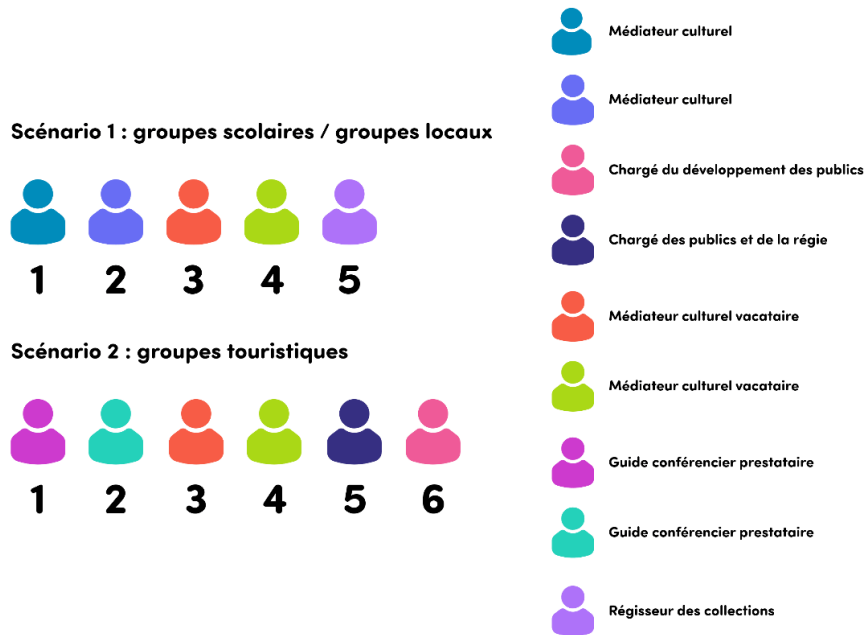 Scénario 1 : groupes scolaires / groupes locaux
1 2 3 4 5
Scénario 2 : groupes touristiques
1 2 3 4 5 6
Médiateur culturel
Médiateur culturel
Chargé du développement des publics
Chargé des publics et de la régie
Médiateur culturel vacataire
Médiateur culturel vacataire
Guide conférencier prestataire
Guide conférencier prestataire
Régisseur des collections